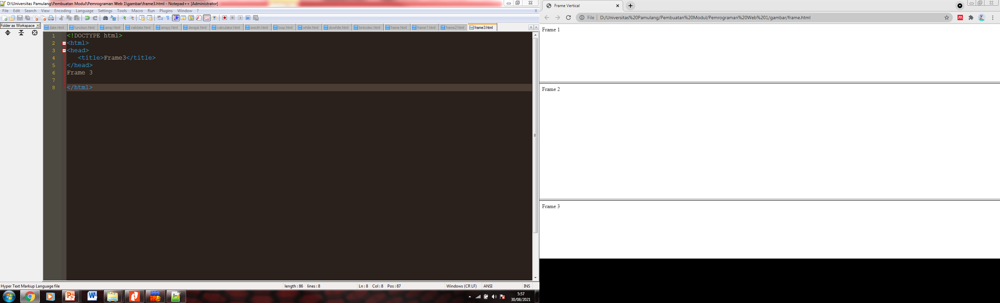 D:\Universitas Pamulang\Pembuatan Modul\Pemrograman Web 1\gambar\frame3.html - Notepad++ [Administrator]
File Edit Search View Encoding Language Settings Tools Macro Run Plugins Window ? X
Folder as Workspace
date.html function.html array.html validate.html arrayy.html derajat.html calculator.html swicth.html loop.html while.html dowhile.html bintodec.html frame.html frame1.html frame2.html frame3.html
1 <!DOCTYPE html>
2 <html>
3 <head>
4 <title>Frame3</title>
5 </head>
6 Frame 3
7
8 </html>
Hyper Text Markup Language file length : 86 lines : 8 Ln : 8 Col : 8 Pos : 87 Windows (CR LF) ANSI INS
5:57
30/08/2021
Frame Vertical
File D:/Universitas%20Pamulang/Pembuatan%20Modul/Pemrograman%20Web%201/gambar/frame.html
Frame 1
Frame 2
Frame 3